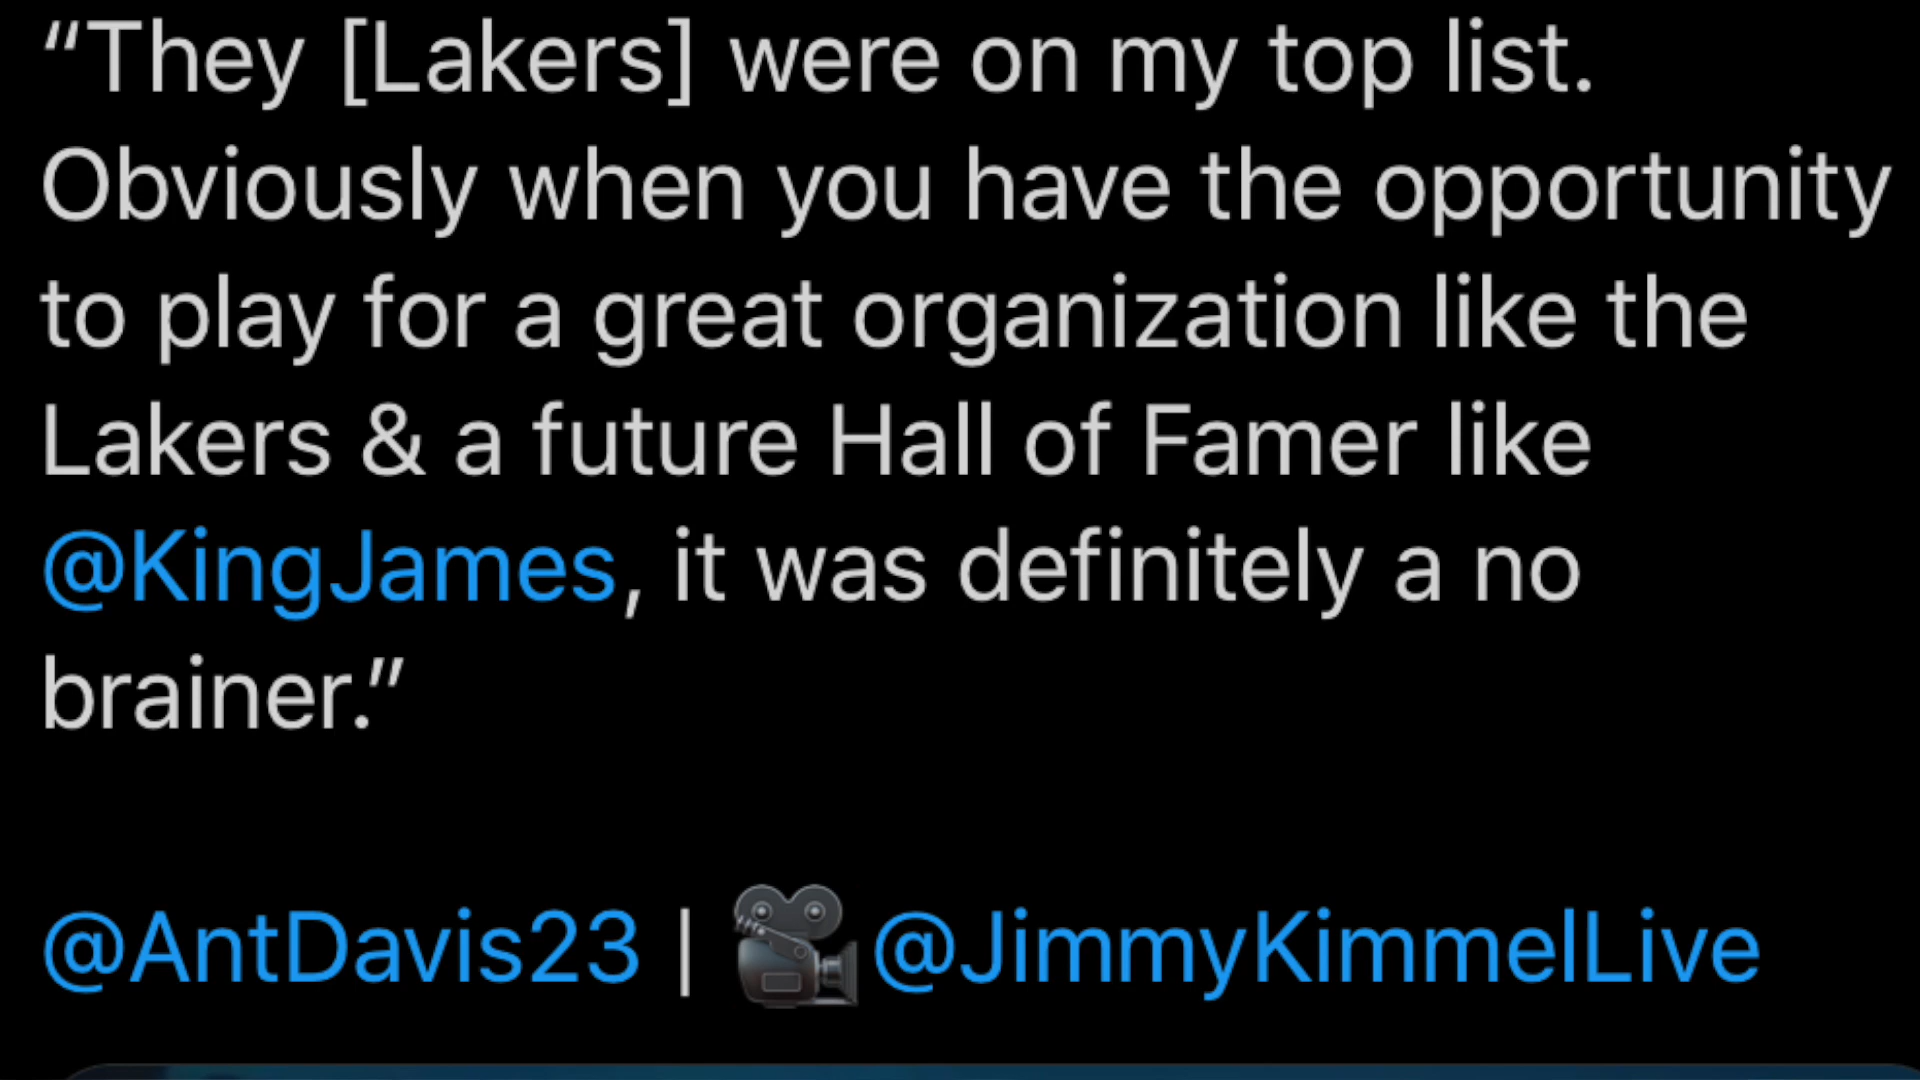 “They [Lakers] were on my top list.
Obviously when you have the opportunity
to play for a great organization like the
Lakers & a future Hall of Famer like
@KingJames, it was definitely a no
brainer.”
@AntDavis23 | 🎥@JimmyKimmelLive